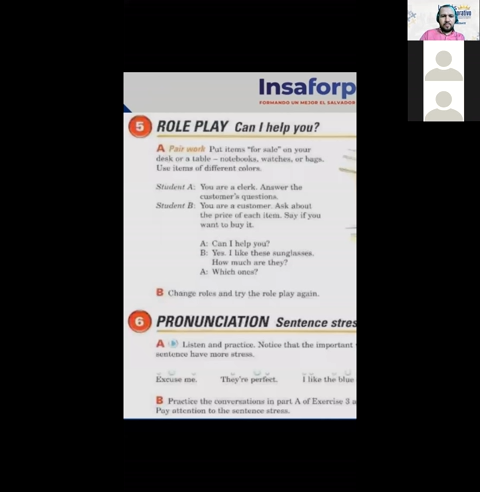 Insaforp
FORMANDO UN MEJOR EL SALVADOR
5 ROLE PLAY Can I help you?
A Pair work Put items "for sale" on your
desk or a table – notebooks, watches, or bags.
Use items of different colors.
Student A: You are a clerk. Answer the
customer's questions.
Student B: You are a customer. Ask about
the price of each item. Say if you
want to buy it.
A: Can I help you?
B: Yes. I like these sunglasses.
How much are they?
A: Which ones?
B Change roles and try the role play again.
6 PRONUNCIATION Sentence stres
A Listen and practice. Notice that the important
sentence have more stress.
Excuse me. They're perfect. I like the blue
B Practice the conversations in part A of Exercise 3 a
Pay attention to the sentence stress.